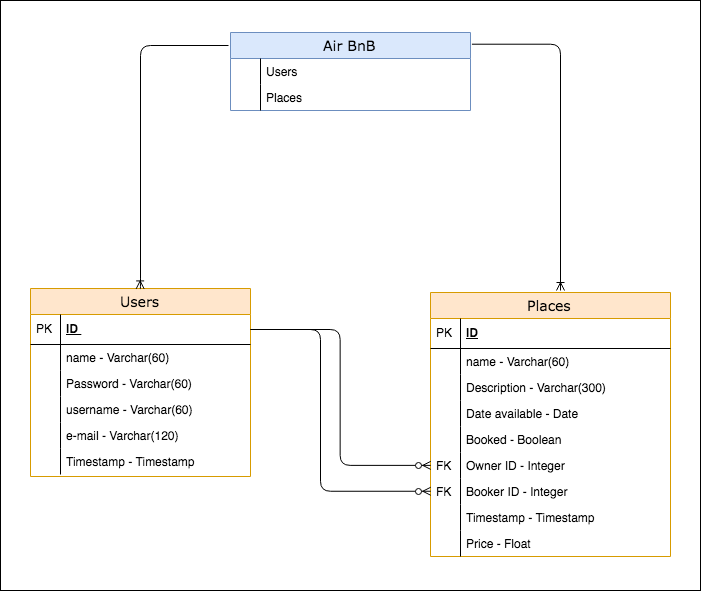 Air BnB
Users
Places
Users
PK ID
name - Varchar(60)
Password - Varchar(60)
username - Varchar(60)
e-mail - Varchar(120)
Timestamp - Timestamp
Places
PK ID
name - Varchar(60)
Description - Varchar(300)
Date available - Date
Booked - Boolean
FK Owner ID - Integer
FK Booker ID - Integer
Timestamp - Timestamp
Price - Float